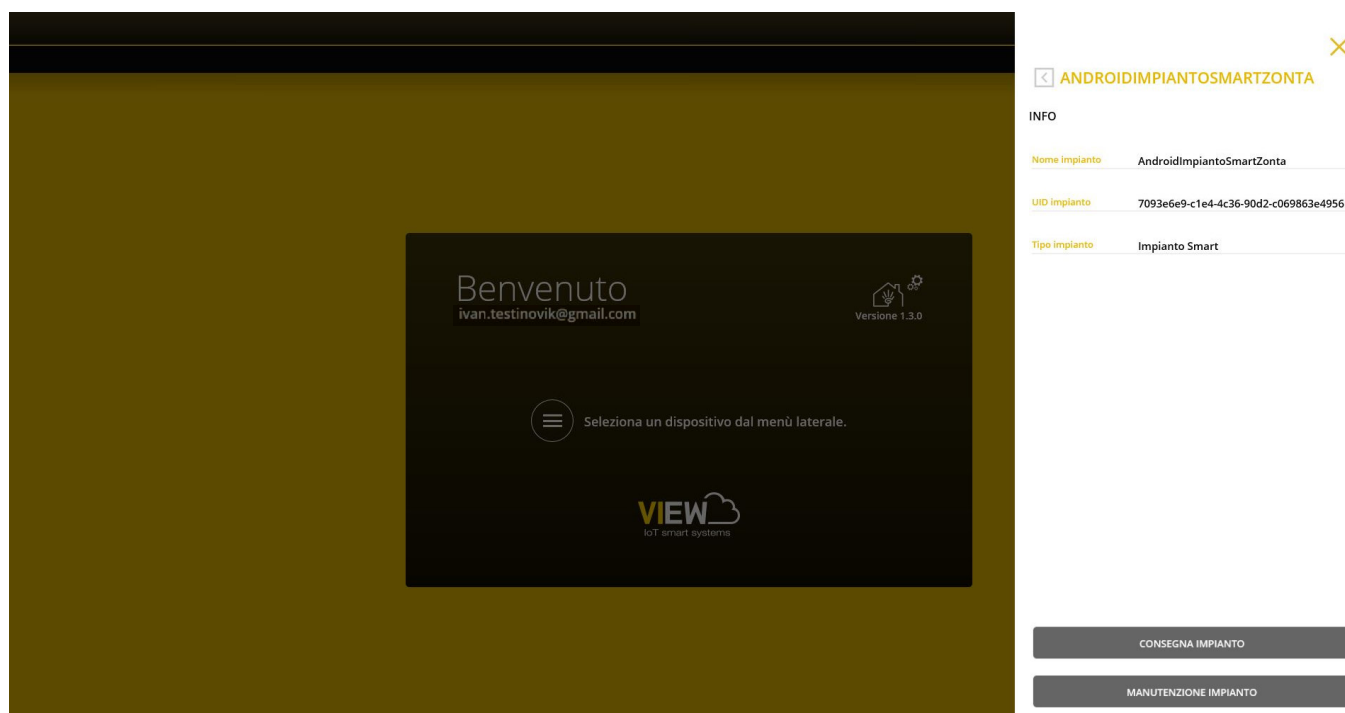 ANDROIDIMPIANTOSMARTZONTA
INFO
Nome impianto AndroidImpiantoSmartZonta
UID impianto 7093e6e9-c1e4-4c36-90d2-c069863e4956
Tipo impianto Impianto Smart
Benvenuto
ivan.testinovik@gmail.com
Versione 1.3.0
Seleziona un dispositivo dal menù laterale.
VIEW
IoT smart systems
CONSEGNA IMPIANTO
MANUTENZIONE IMPIANTO